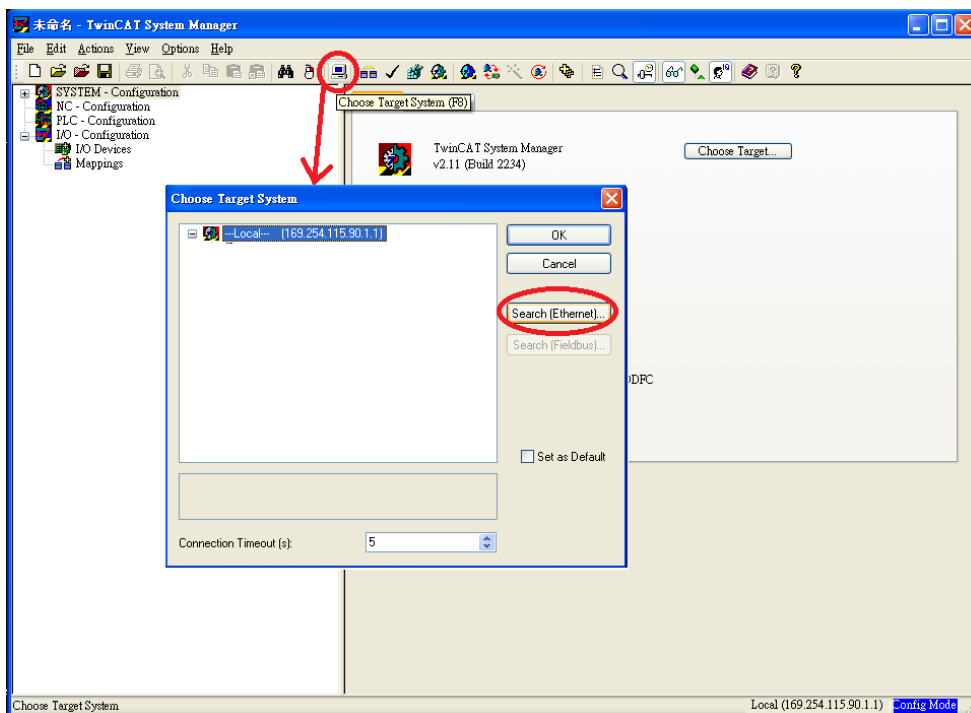 未命名 - TwinCAT System Manager
File Edit Actions View Options Help
SYSTEM - Configuration
NC - Configuration
PLC - Configuration
I/O - Configuration
I/O Devices
Mappings
Choose Target System (F8)
TwinCAT System Manager
v2.11 (Build 2234)
Choose Target...
Choose Target System
---Local--- (169.254.115.90.1.1)
OK
Cancel
Search (Ethernet)...
Search (Fieldbus)...
DDFC
Set as Default
Connection Timeout (s):
5
Choose Target System
Local (169.254.115.90.1.1) Config Mode